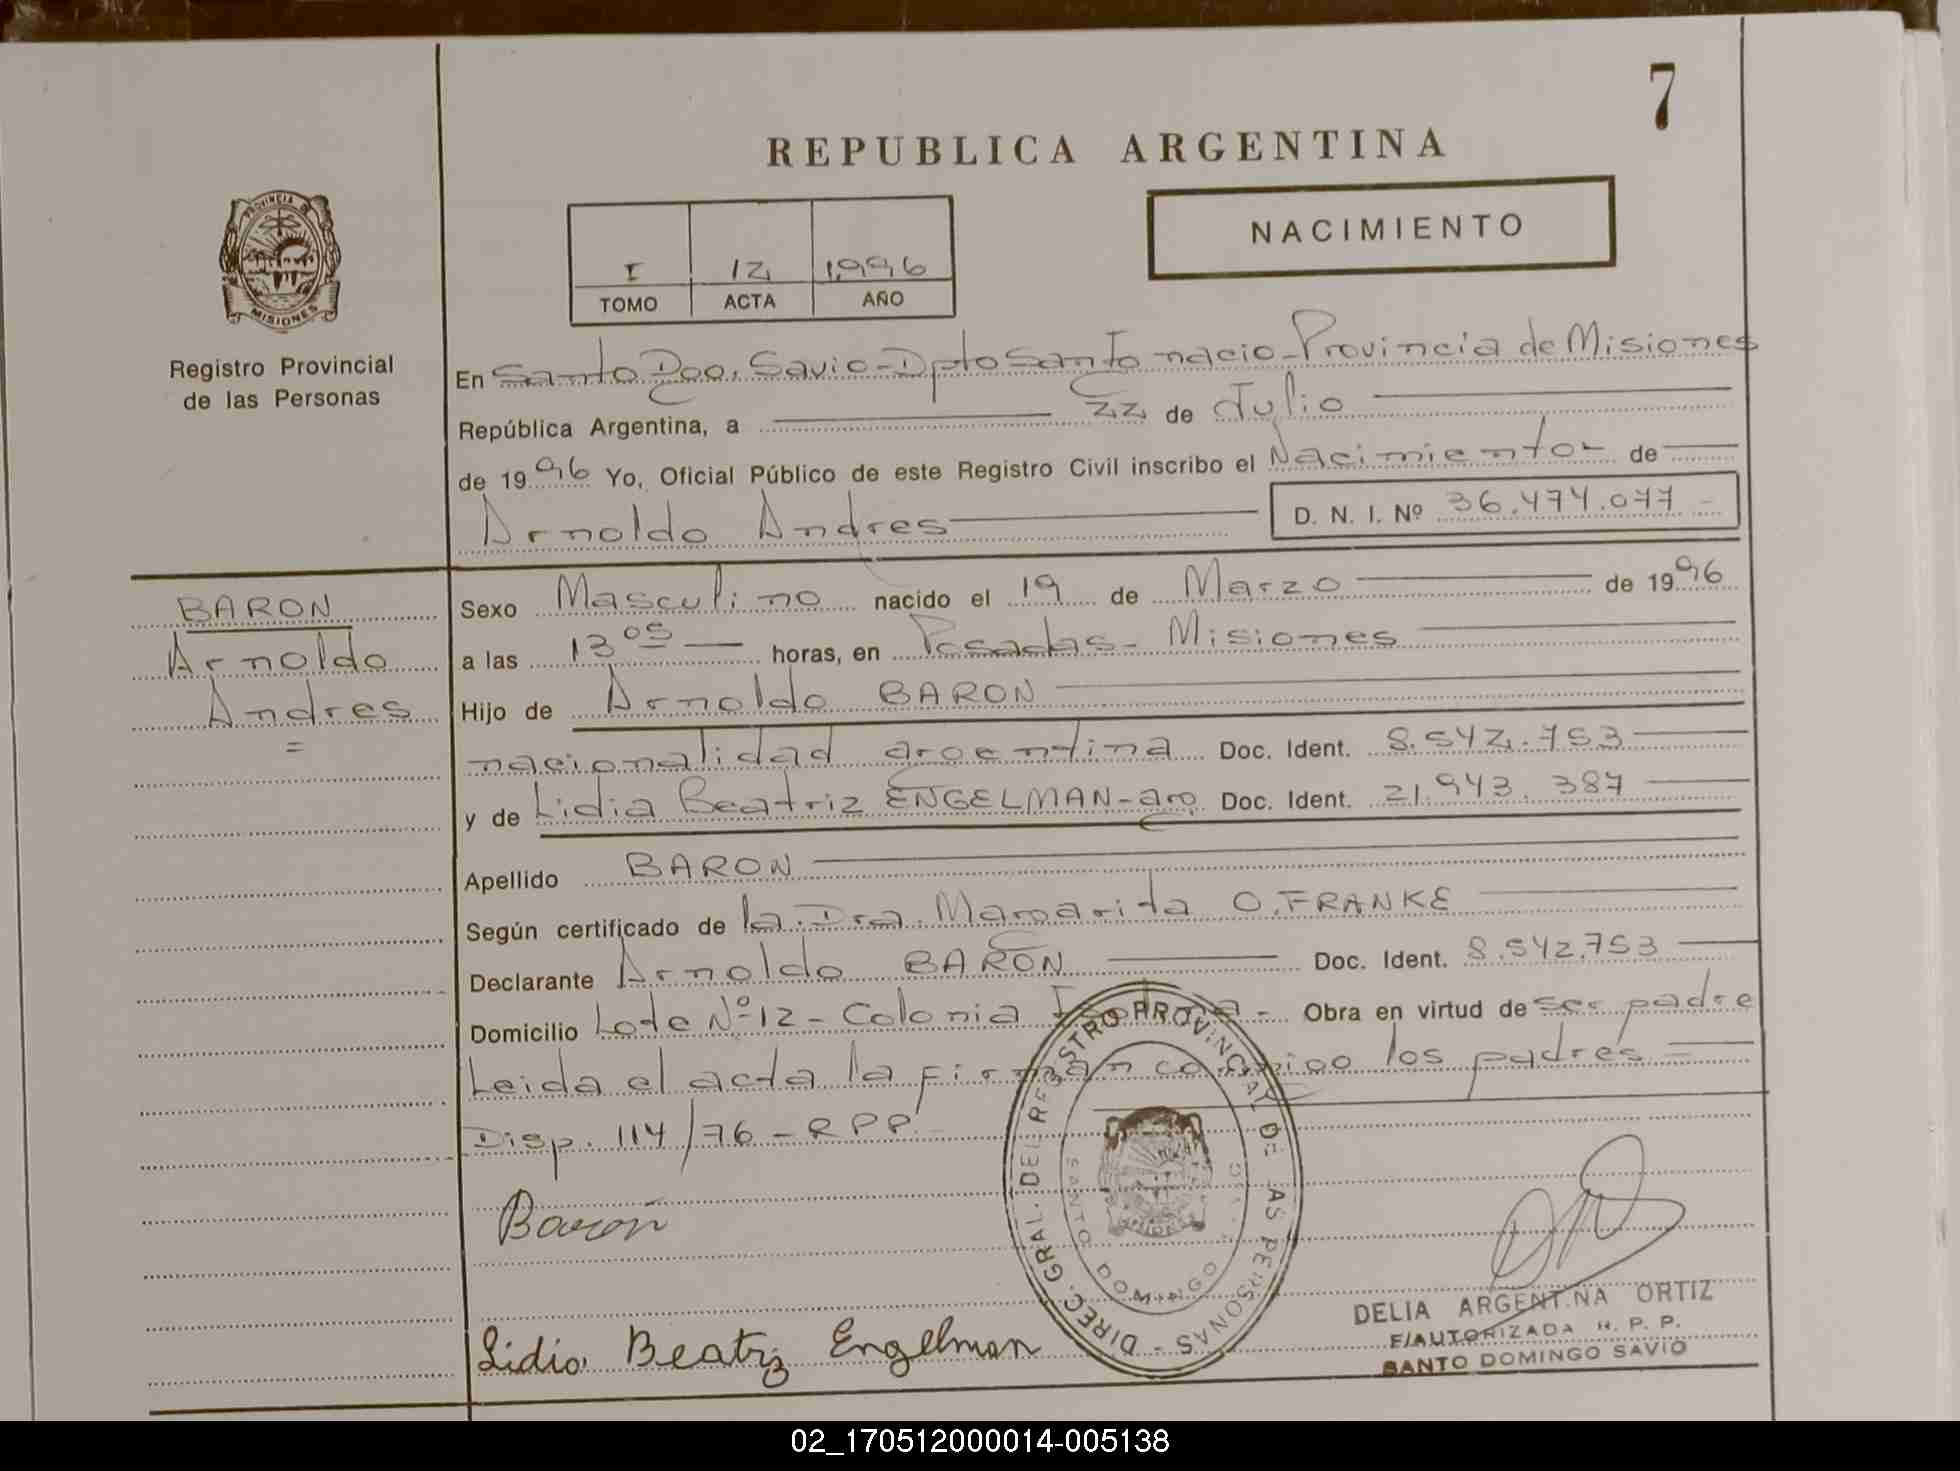 7
REPUBLICA ARGENTINA
PROVINCIA DE
MISIONES
Registro Provincial
de las Personas
I 12 1996
TOMO ACTA AÑO
NACIMIENTO
En Santo Dgo. Savio - Dpto San Ignacio - Provincia de Misiones
República Argentina, a 22 de Julio
de 1996 Yo, Oficial Público de este Registro Civil inscribo el Nacimiento - de
Arnoldo Andres D. N. I. Nº 36.474.077 -
BARON
Arnoldo
Andres
=
Sexo Masculino nacido el 19 de Marzo de 1996
a las 13 05 horas, en Posadas - Misiones
Hijo de Arnoldo BARON
nacionalidad argentina Doc. Ident. 8.542.753
y de Lidia Beatriz ENGELMAN - arg. Doc. Ident. 21.943.387
Apellido BARON
Según certificado de la Dra. Margarita O. FRANKE
Declarante Arnoldo BARON Doc. Ident. 8.542.753
Domicilio Lote Nº 12 - Colonia - Obra en virtud de ser padre
Leida el acta la firman conmigo los padres =
Disp. 114/76 - RPP
Baron
Lidia Beatriz Engelman
DIREC. GRAL. DEL REGISTRO PROVINCIAL DE LAS PERSONAS -
SANTO DOMINGO
DELIA ARGENTINA ORTIZ
F/AUTORIZADA R. P. P.
SANTO DOMINGO SAVIO
02_170512000014-005138